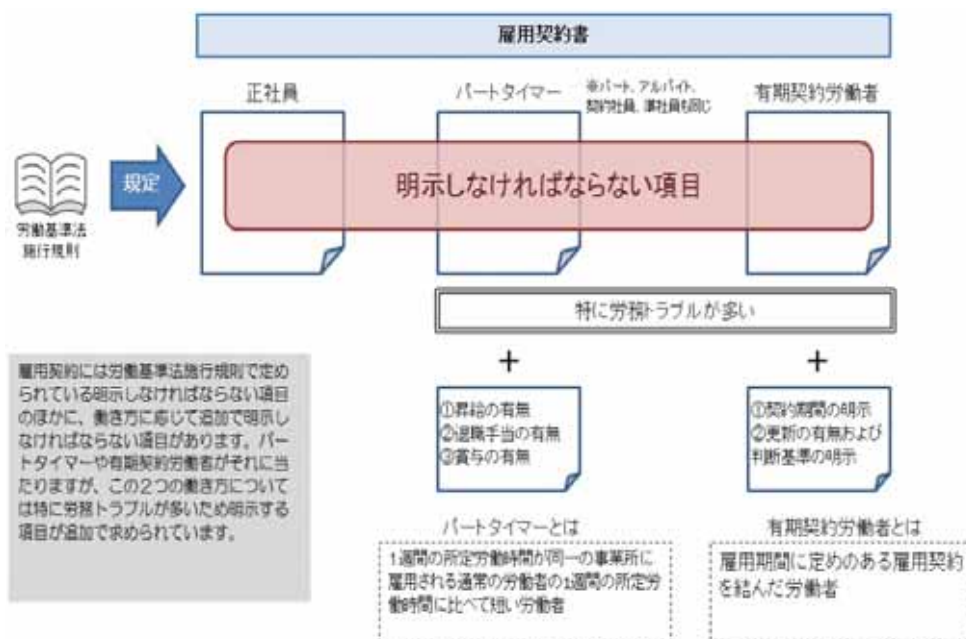 雇用契約書
正社員
パートタイマー
※パート、アルバイト、
契約社員、準社員も同じ
有期契約労働者
労働基準法
施行規則
規定
明示しなければならない項目
特に労務トラブルが多い
+
+
雇用契約には労働基準法施行規則で定め
られている明示しなければならない項目
のほかに、働き方に応じて追加で明示し
なければならない項目があります。パー
トタイマーや有期契約労働者がそれに当
たりますが、この2つの働き方については
は特に労務トラブルが多いため明示する
項目が追加で求められています。
①昇給の有無
②退職手当の有無
③賞与の有無
①契約期間の明示
②更新の有無および
判断基準の明示
パートタイマーとは
1週間の所定労働時間が同一の事業所に
雇用される通常の労働者の1週間の所定労
働時間に比べて短い労働者
有期契約労働者とは
雇用期間に定めのある雇用契約
を結んだ労働者